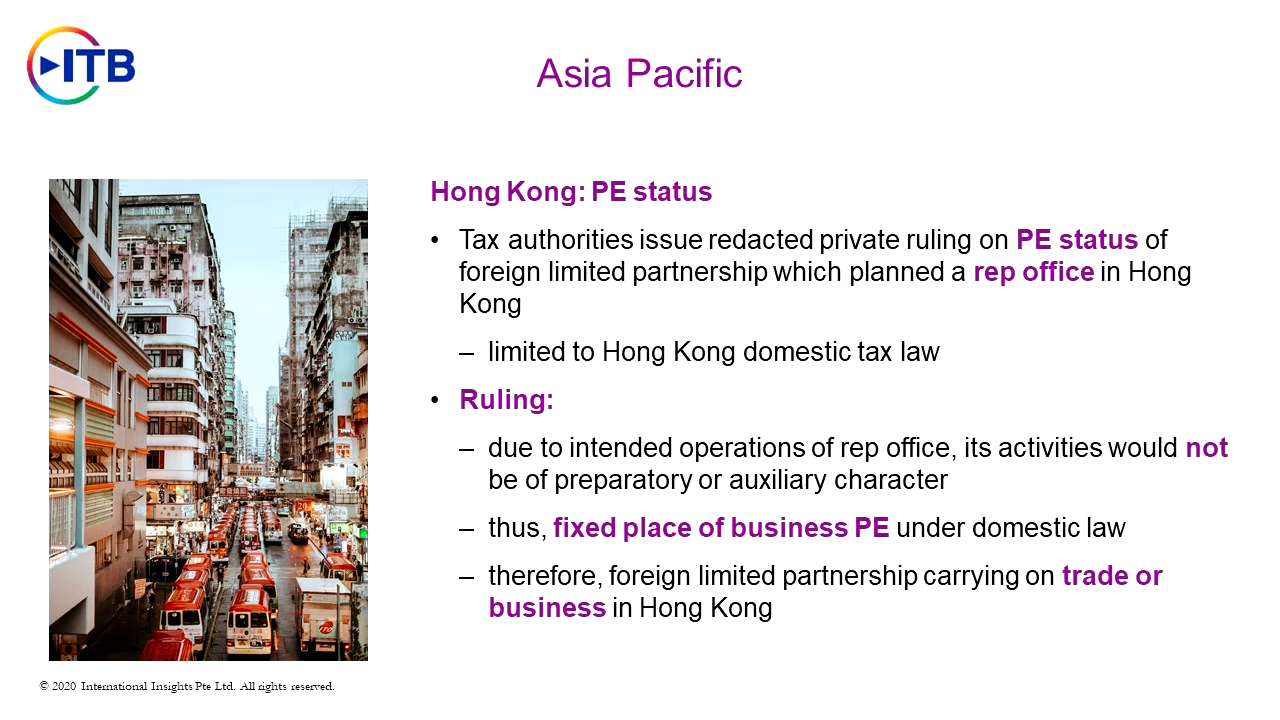 ITB
Asia Pacific
Hong Kong: PE status
• Tax authorities issue redacted private ruling on PE status of
foreign limited partnership which planned a rep office in Hong
Kong
– limited to Hong Kong domestic tax law
• Ruling:
– due to intended operations of rep office, its activities would not
be of preparatory or auxiliary character
– thus, fixed place of business PE under domestic law
– therefore, foreign limited partnership carrying on trade or
business in Hong Kong
© 2020 International Insights Pte Ltd. All rights reserved.